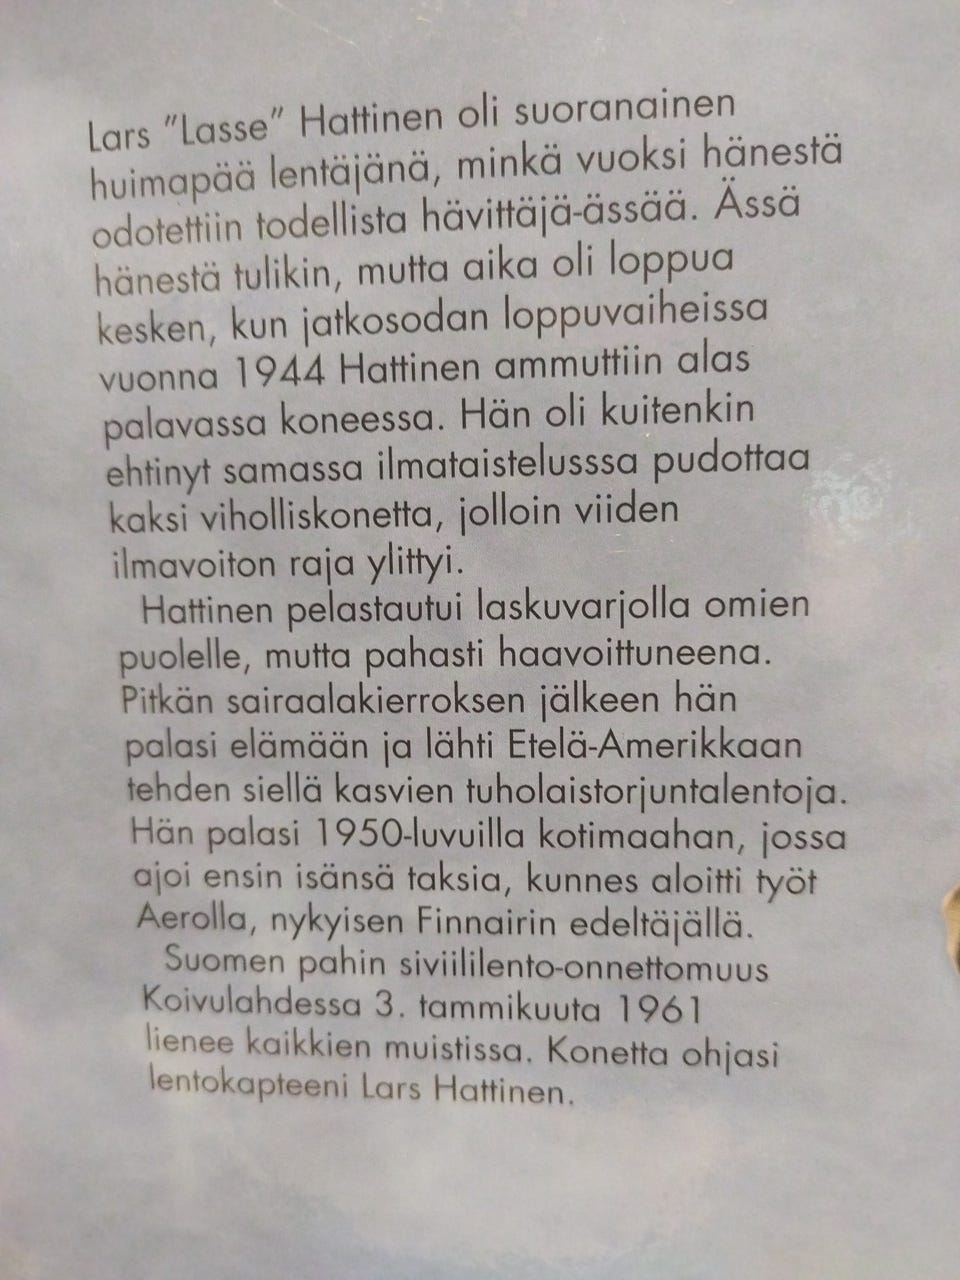 Lars "Lasse" Hattinen oli suoranainen
huimapää lentäjänä, minkä vuoksi hänestä
odotettiin todellista hävittäjä-ässää. Ässä
hänestä tulikin, mutta aika oli loppua
kesken, kun jatkosodan loppuvaiheissa
vuonna 1944 Hattinen ammuttiin alas
palavassa koneessa. Hän oli kuitenkin
ehtinyt samassa ilmataistelusssa pudottaa
kaksi viholliskonetta, jolloin viiden
ilmavoiton raja ylittyi.
Hattinen pelastautui laskuvarjolla omien
puolelle, mutta pahasti haavoittuneena.
Pitkän sairaalakierroksen jälkeen hän
palasi elämään ja lähti Etelä-Amerikkaan
tehden siellä kasvien tuholaistorjuntalentoja.
Hän palasi 1950-luvuilla kotimaahan, jossa
ajoi ensin isänsä taksia, kunnes aloitti työt
Aerolla, nykyisen Finnairin edeltäjällä.
Suomen pahin siviililento-onnettomuus
Koivulahdessa 3. tammikuuta 1961
lienee kaikkien muistissa. Konetta ohjasi
lentokapteeni Lars Hattinen.